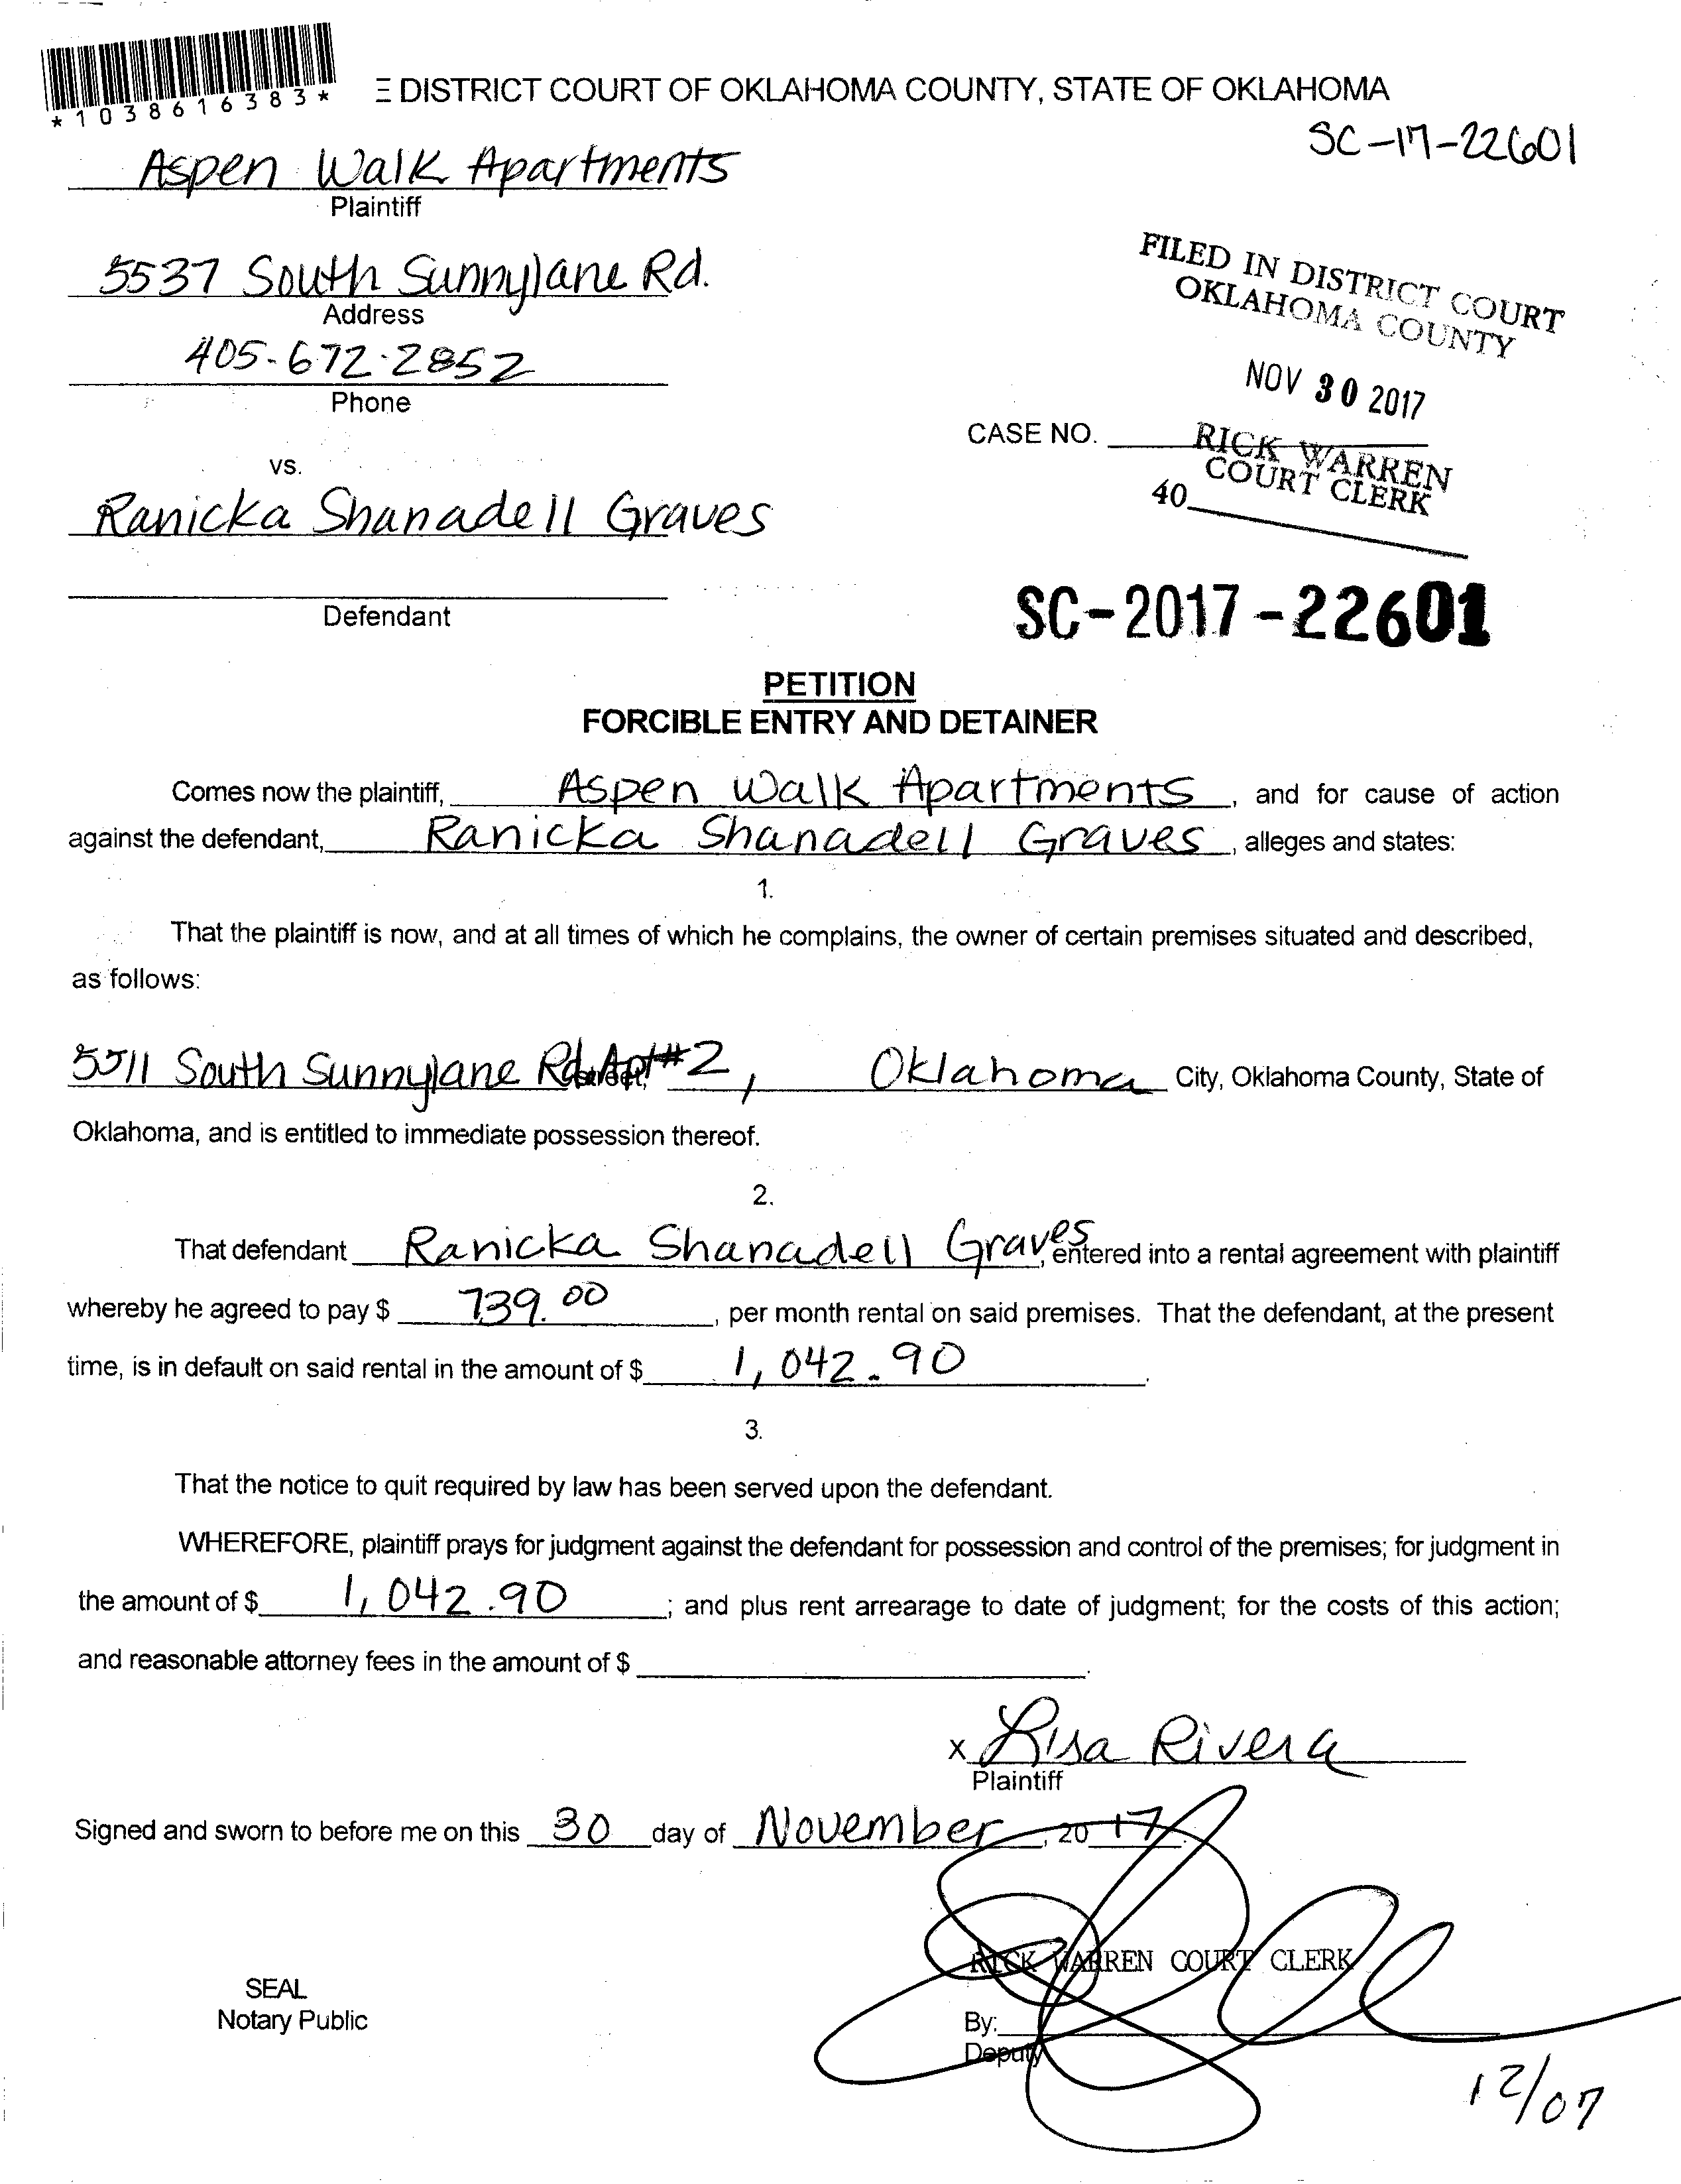 *1038616383*
E DISTRICT COURT OF OKLAHOMA COUNTY, STATE OF OKLAHOMA
SC-17-22601
Aspen Walk Apartments
Plaintiff
5537 South Sunnylane Rd.
Address
405-672-2852
Phone
FILED IN DISTRICT COURT
OKLAHOMA COUNTY
NOV 30 2017
RICK WARREN
COURT CLERK
40
CASE NO.
vs.
Ranicka Shanadell Graves
Defendant
SC-2017-22601
PETITION
FORCIBLE ENTRY AND DETAINER
Comes now the plaintiff, Aspen Walk Apartments, and for cause of action
against the defendant, Ranicka Shanadell Graves, alleges and states:
1.
That the plaintiff is now, and at all times of which he complains, the owner of certain premises situated and described,
as follows:
5511 South Sunnylane Rd. Apt#2, Street, Oklahoma City, Oklahoma County, State of
Oklahoma, and is entitled to immediate possession thereof.
2.
That defendant Ranicka Shanadell Graves, entered into a rental agreement with plaintiff
whereby he agreed to pay $ 739.00, per month rental on said premises. That the defendant, at the present
time, is in default on said rental in the amount of $ 1,042.90.
3.
That the notice to quit required by law has been served upon the defendant.
WHEREFORE, plaintiff prays for judgment against the defendant for possession and control of the premises; for judgment in
the amount of $ 1,042.90; and plus rent arrearage to date of judgment; for the costs of this action;
and reasonable attorney fees in the amount of $.
X Lisa Rivera
Plaintiff
Signed and sworn to before me on this 30 day of November, 2017.
RICK WARREN COURT CLERK
SEAL
Notary Public
By:
Deputy
12/07